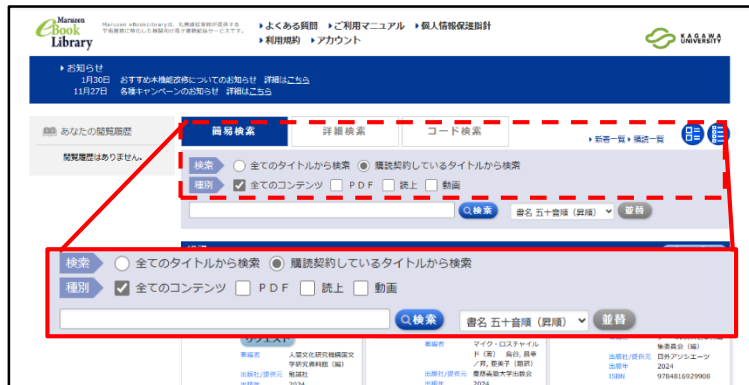 Maruzen
eBook
Library
Maruzen eBook Libraryは、丸善雄松堂が提供する
学術書籍に特化した機関向け電子書籍配信サービスです。
よくある質問 ご利用マニュアル 個人情報保護指針
利用規約 アカウント
KAGAWA
UNIVERSITY
お知らせ
1月30日 おすすめ本機能改修についてのお知らせ 詳細はこちら
11月27日 各種キャンペーンのお知らせ 詳細はこちら
あなたの閲覧履歴
閲覧履歴はありません。
簡易検索 詳細検索 コード検索
新着一覧 購読一覧
検索 全てのタイトルから検索 購読契約しているタイトルから検索
種別 全てのコンテンツ PDF 読上 動画
検索 書名 五十音順（昇順） 並替
検索 全てのタイトルから検索 購読契約しているタイトルから検索
種別 全てのコンテンツ PDF 読上 動画
検索 書名 五十音順（昇順） 並替
リクエスト
著編者 人間文化研究機構国文
学研究資料館（編）
出版社/提供元 勉誠社
出版年 2024
著編者 マイク・ロスチャイル
ド（著）
出版社/提供元 慶應義塾大学出版会
出版年 2024
集委員会（編）
出版社/提供元 日外アソシエーツ
出版年 2024
ISBN 9784816929908